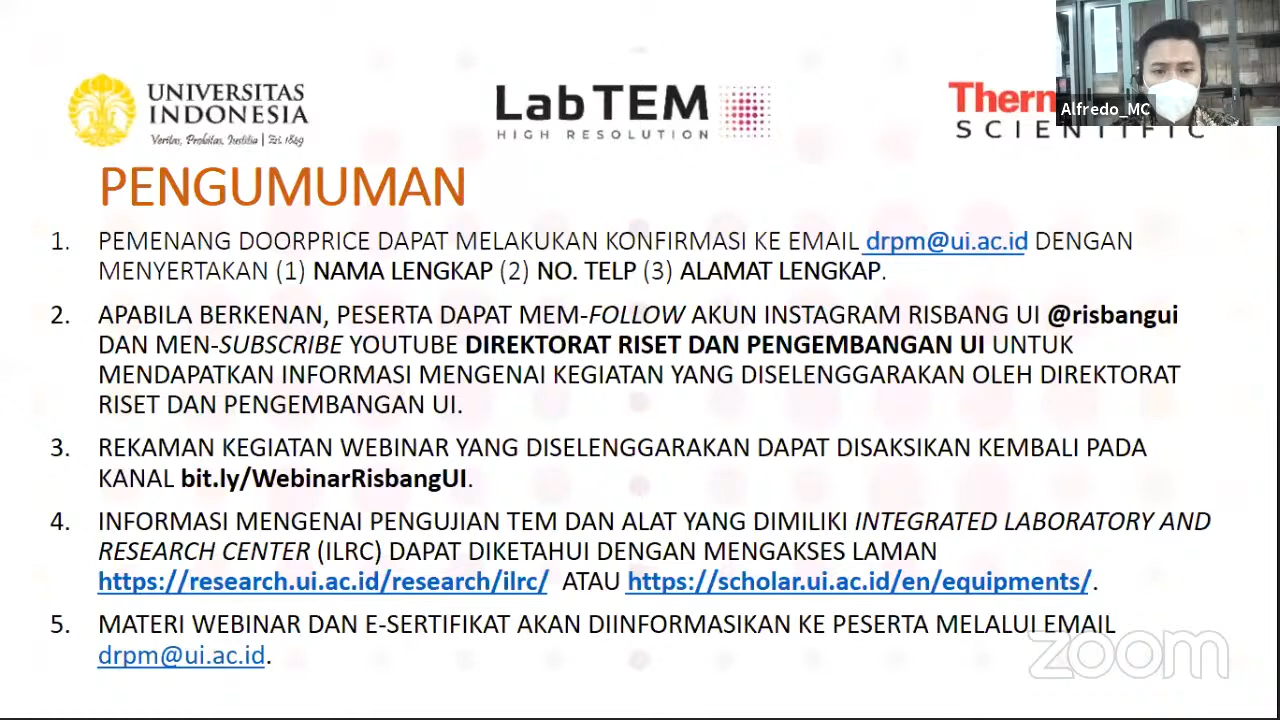 UNIVERSITAS
INDONESIA
Veritas, Probitas, Justitia | Est. 1849
LabTEM
HIGH RESOLUTION
SCIENTIFIC
Alfredo_MC
PENGUMUMAN
1. PEMENANG DOORPRICE DAPAT MELAKUKAN KONFIRMASI KE EMAIL drpm@ui.ac.id DENGAN
MENYERTAKAN (1) NAMA LENGKAP (2) NO. TELP (3) ALAMAT LENGKAP.
2. APABILA BERKENAN, PESERTA DAPAT MEM-FOLLOW AKUN INSTAGRAM RISBANG UI @risbangui
DAN MEN-SUBSCRIBE YOUTUBE DIREKTORAT RISET DAN PENGEMBANGAN UI UNTUK
MENDAPATKAN INFORMASI MENGENAI KEGIATAN YANG DISELENGGARAKAN OLEH DIREKTORAT
RISET DAN PENGEMBANGAN UI.
3. REKAMAN KEGIATAN WEBINAR YANG DISELENGGARAKAN DAPAT DISAKSIKAN KEMBALI PADA
KANAL bit.ly/WebinarRisbangUI.
4. INFORMASI MENGENAI PENGUJIAN TEM DAN ALAT YANG DIMILIKI INTEGRATED LABORATORY AND
RESEARCH CENTER (ILRC) DAPAT DIKETAHUI DENGAN MENGAKSES LAMAN
https://research.ui.ac.id/research/ilrc/ ATAU https://scholar.ui.ac.id/en/equipments/.
5. MATERI WEBINAR DAN E-SERTIFIKAT AKAN DIINFORMASIKAN KE PESERTA MELALUI EMAIL
drpm@ui.ac.id.
zoom